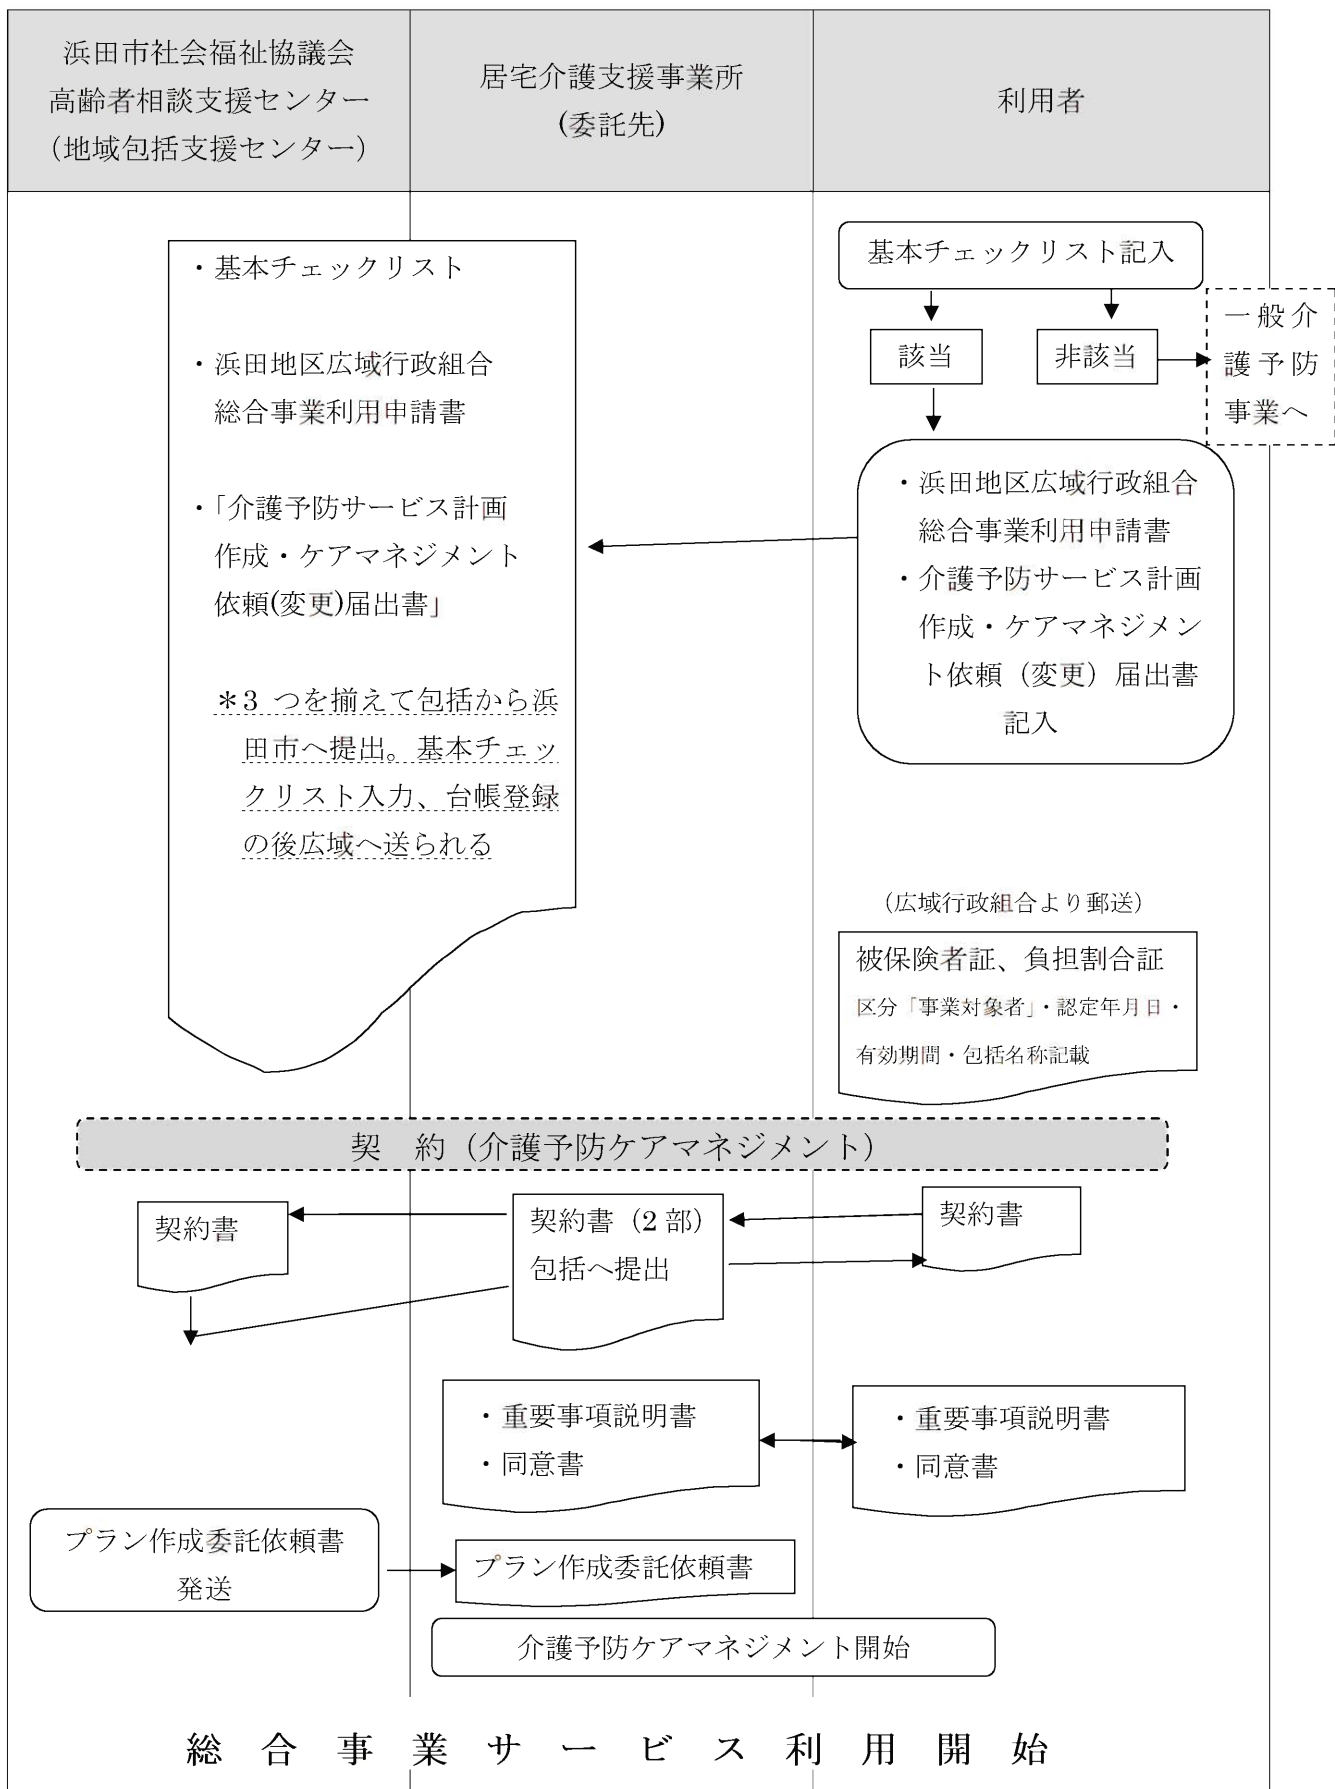 浜田市社会福祉協議会
高齢者相談支援センター
（地域包括支援センター）
居宅介護支援事業所
(委託先)
利用者
・基本チェックリスト
・浜田地区広域行政組合
総合事業利用申請書
・「介護予防サービス計画
作成・ケアマネジメント
依頼(変更)届出書」
＊3 つを揃えて包括から浜
田市へ提出。基本チェッ
クリスト入力、台帳登録
の後広域へ送られる
基本チェックリスト記入
該当
非該当
一般介
護予防
事業へ
・浜田地区広域行政組合
総合事業利用申請書
・介護予防サービス計画
作成・ケアマネジメン
ト依頼（変更）届出書
記入
（広域行政組合より郵送）
被保険者証、負担割合証
区分「事業対象者」・認定年月日・
有効期間・包括名称記載
契　約（介護予防ケアマネジメント）
契約書
契約書（2 部）
包括へ提出
契約書
・重要事項説明書
・同意書
・重要事項説明書
・同意書
プラン作成委託依頼書
発送
プラン作成委託依頼書
介護予防ケアマネジメント開始
総 合 事 業 サ ー ビ ス 利 用 開 始